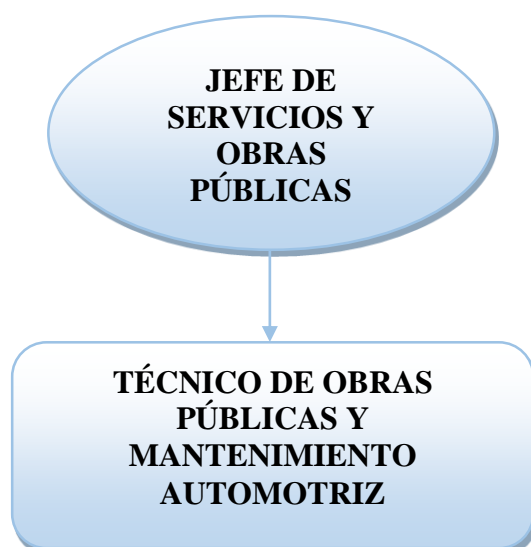 JEFE DE
SERVICIOS Y
OBRAS
PÚBLICAS
TÉCNICO DE OBRAS
PÚBLICAS Y
MANTENIMIENTO
AUTOMOTRIZ